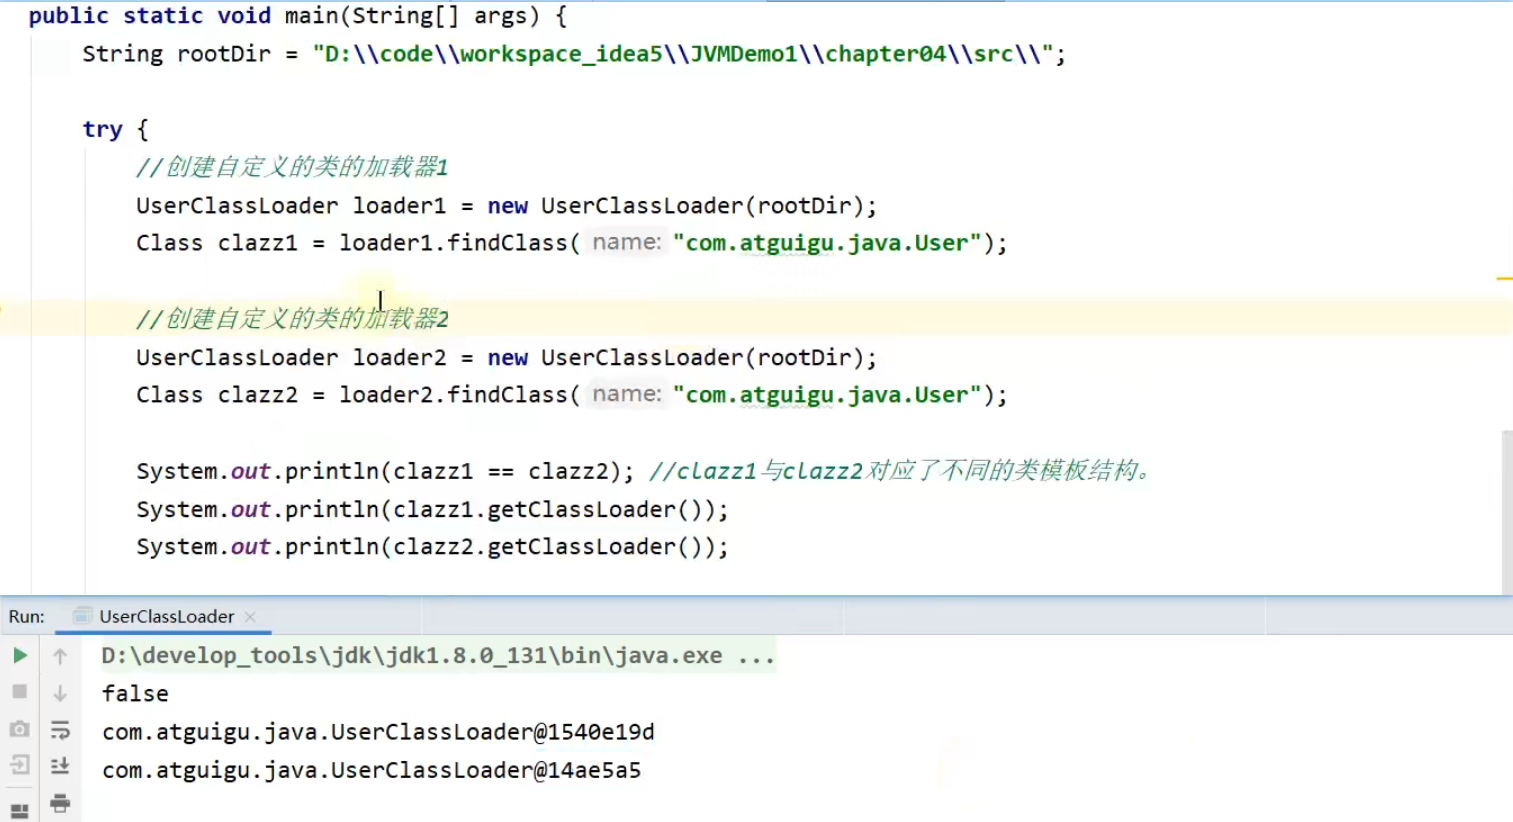 public static void main(String[] args) {
String rootDir = "D:\\code\\workspace_idea5\\JVMDemo1\\chapter04\\src\\";
try {
//创建自定义的类的加载器1
UserClassLoader loader1 = new UserClassLoader(rootDir);
Class clazz1 = loader1.findClass( name: "com.atguigu.java.User");
//创建自定义的类的加载器2
UserClassLoader loader2 = new UserClassLoader(rootDir);
Class clazz2 = loader2.findClass( name: "com.atguigu.java.User");
System.out.println(clazz1 == clazz2); //clazz1与clazz2对应了不同的类模板结构。
System.out.println(clazz1.getClassLoader());
System.out.println(clazz2.getClassLoader());
Run: UserClassLoader
D:\develop_tools\jdk\jdk1.8.0_131\bin\java.exe ...
false
com.atguigu.java.UserClassLoader@1540e19d
com.atguigu.java.UserClassLoader@14ae5a5